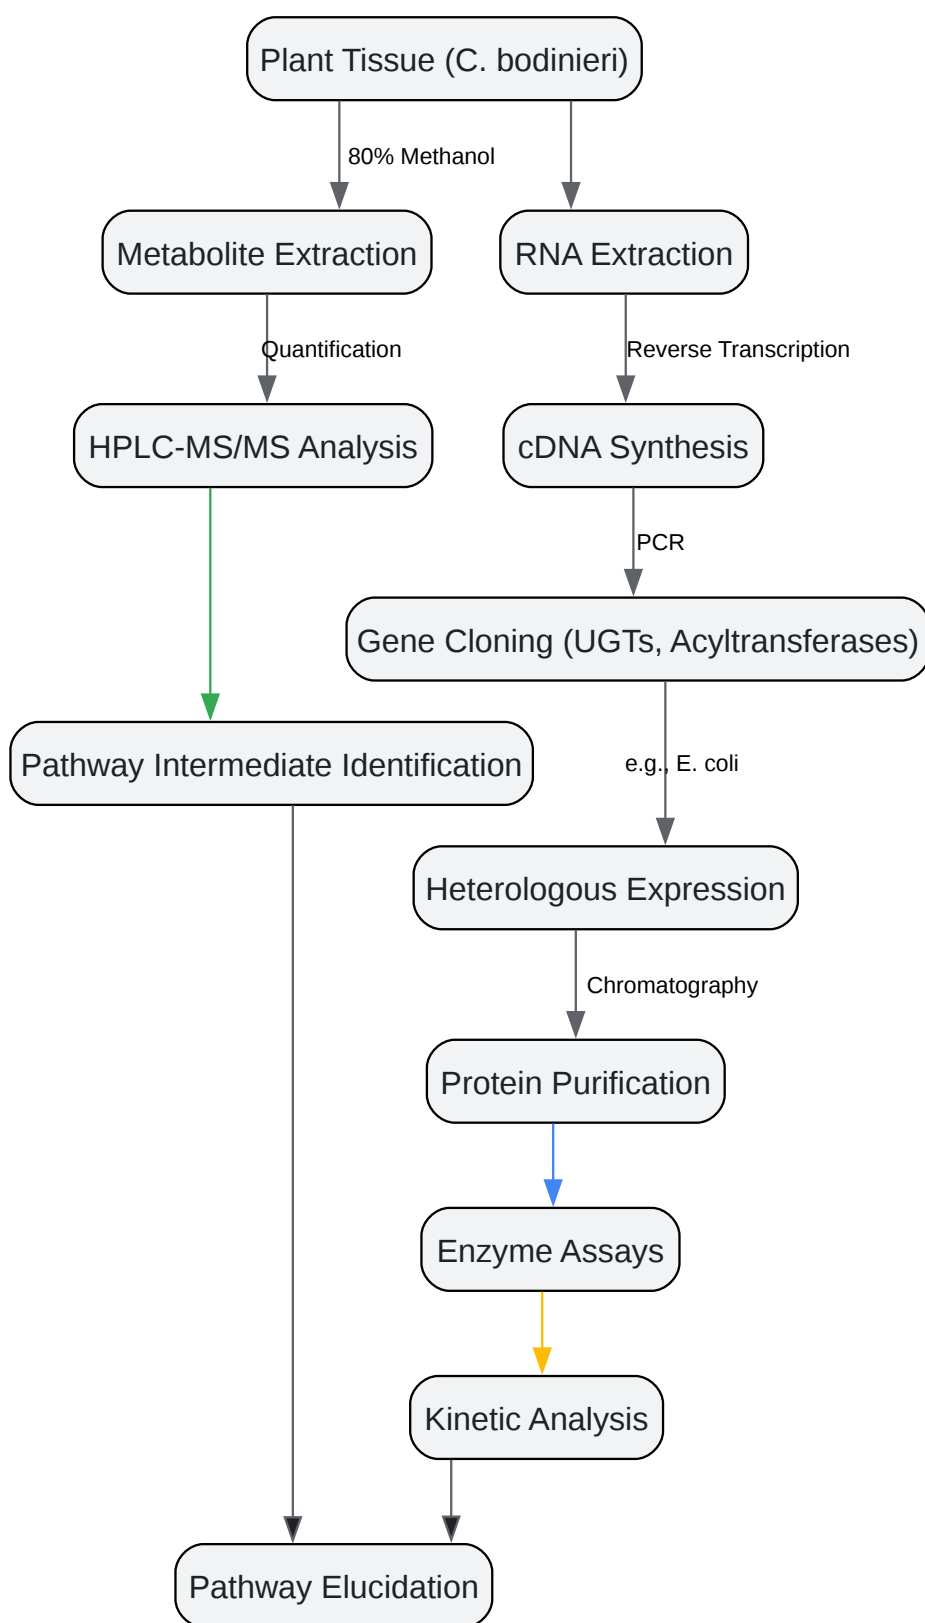 Plant Tissue (C. bodinieri)
80% Methanol
Metabolite Extraction
RNA Extraction
Quantification
Reverse Transcription
HPLC-MS/MS Analysis
cDNA Synthesis
PCR
Gene Cloning (UGTs, Acyltransferases)
Pathway Intermediate Identification
e.g., E. coli
Heterologous Expression
Chromatography
Protein Purification
Enzyme Assays
Kinetic Analysis
Pathway Elucidation